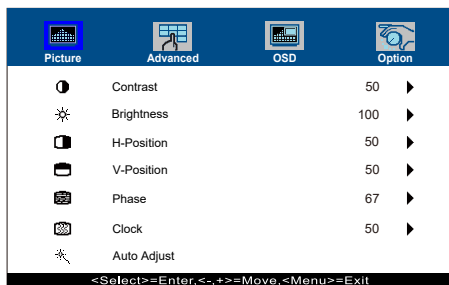 Picture Advanced OSD Option
Contrast 50
Brightness 100
H-Position 50
V-Position 50
Phase 67
Clock 50
Auto Adjust
<Select>=Enter,<-,+>=Move,<Menu>=Exit